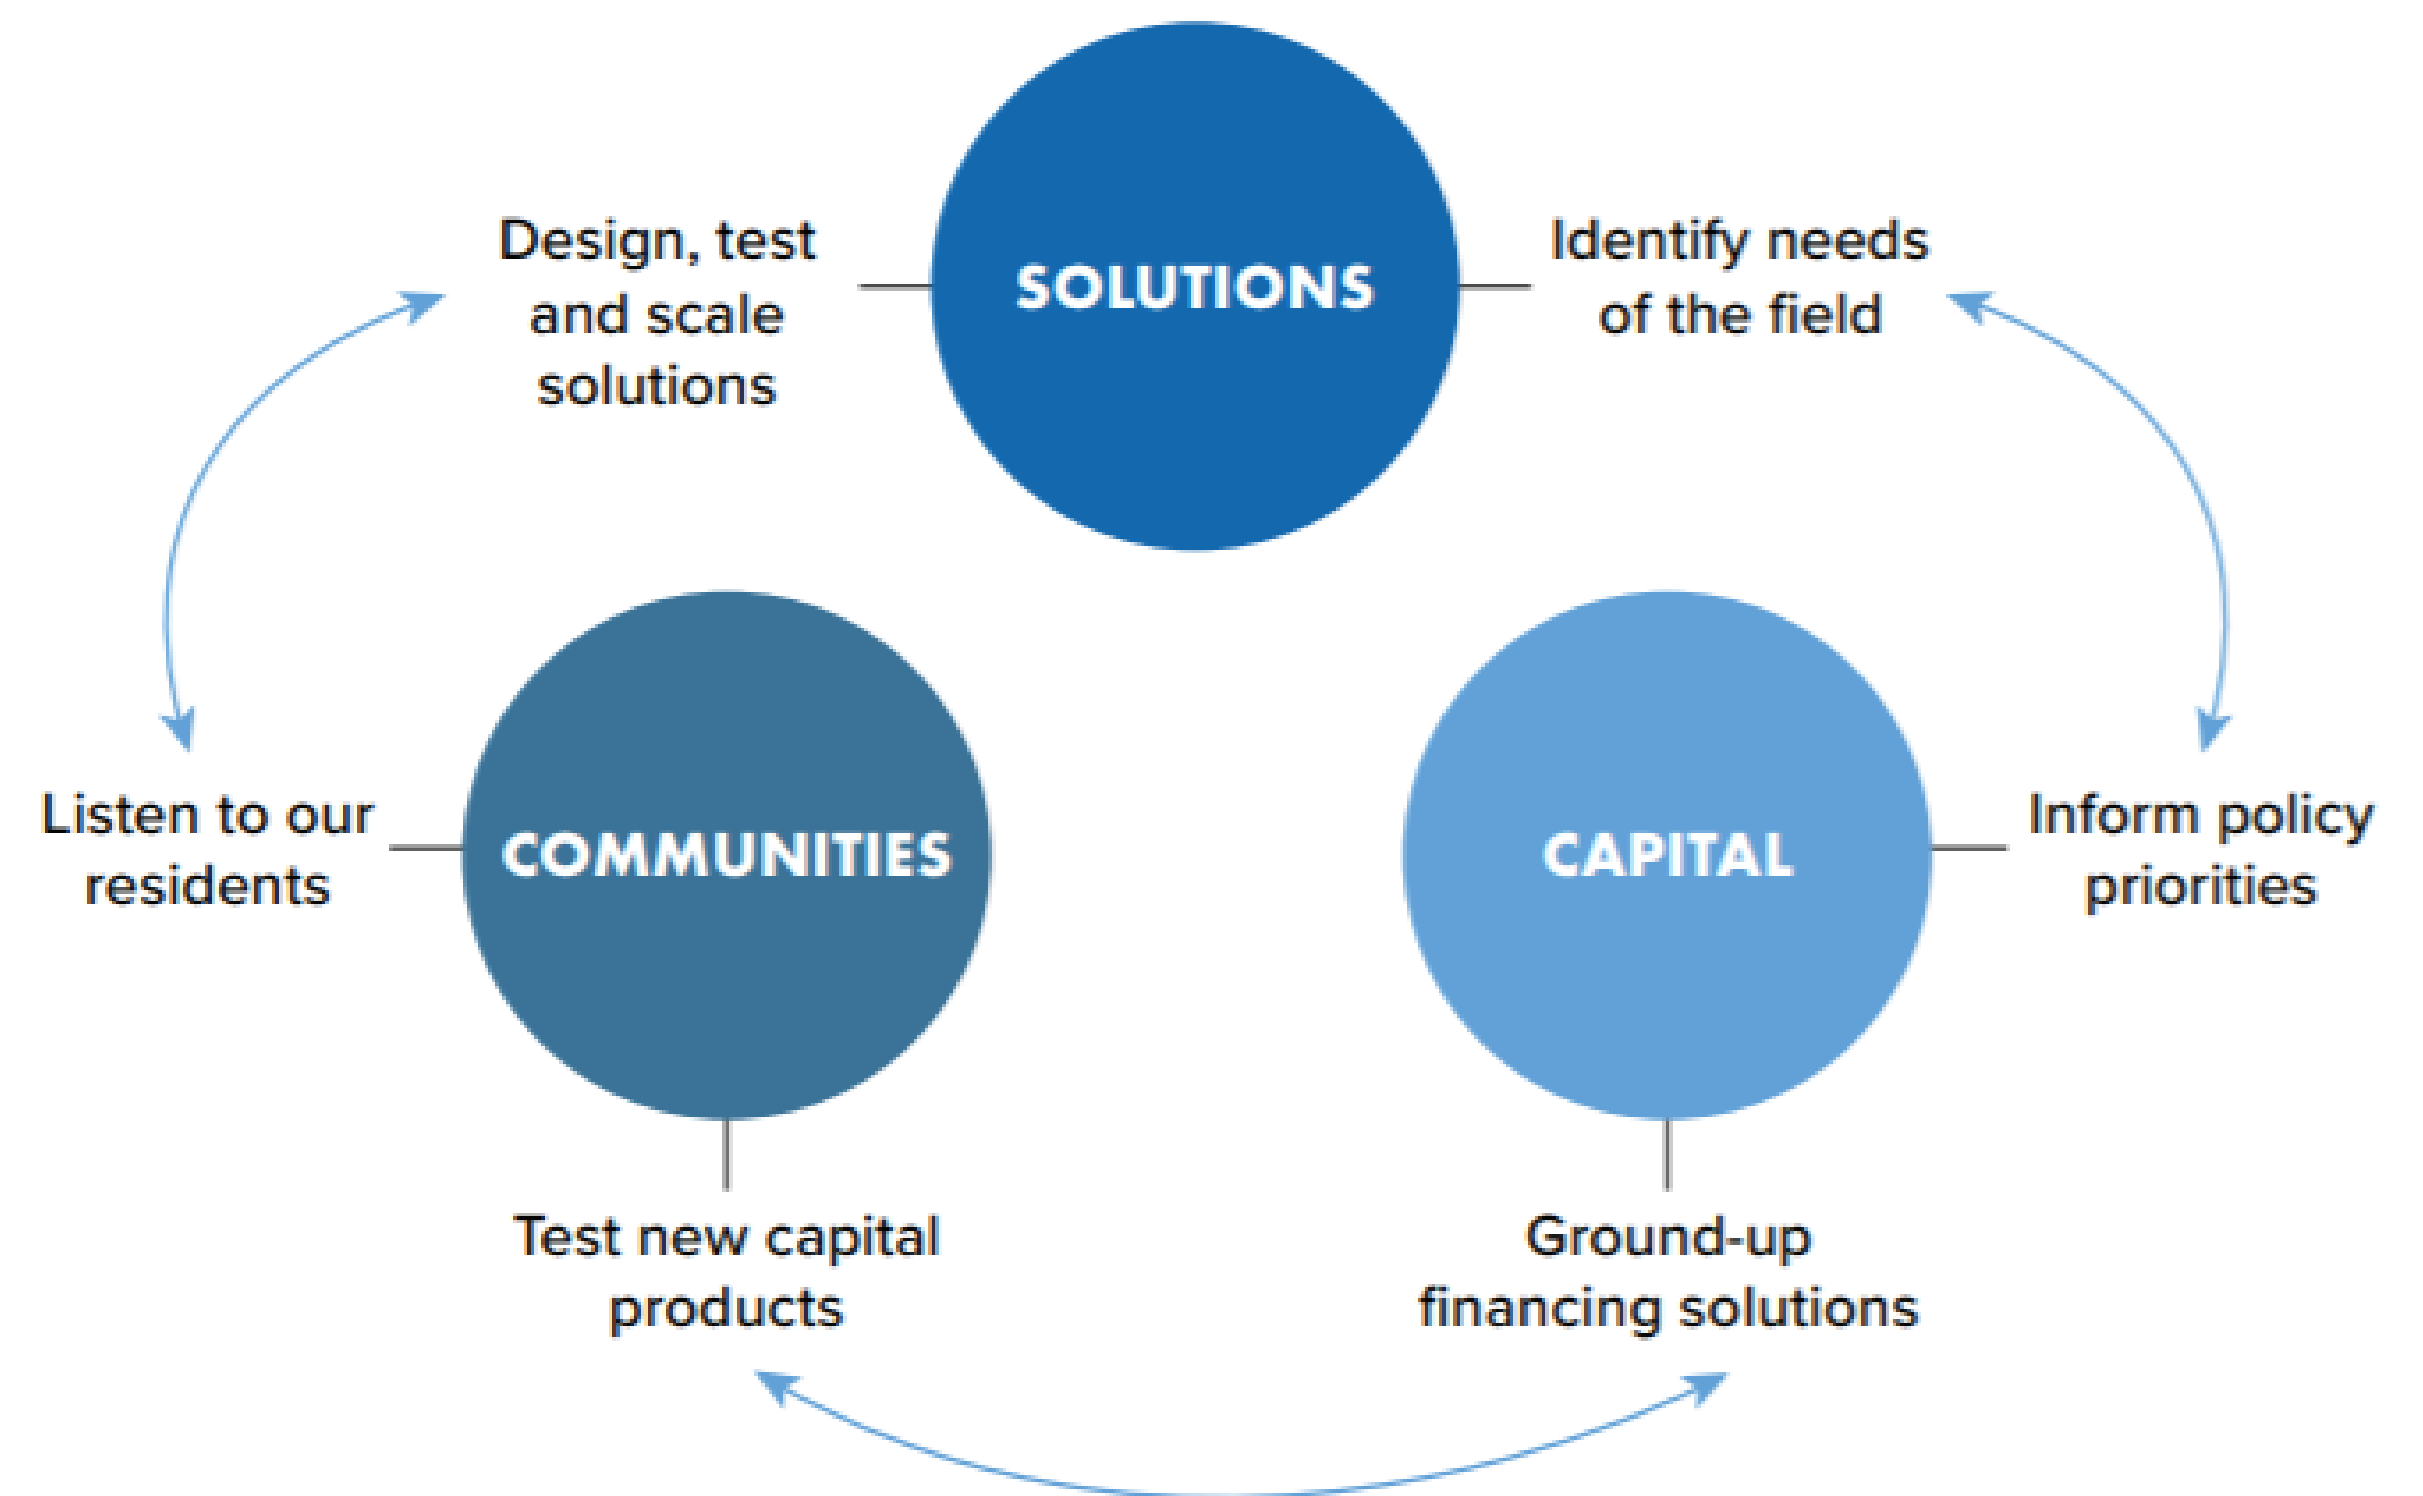 Design, test
and scale
solutions
SOLUTIONS
Identify needs
of the field
Listen to our
residents
COMMUNITIES
CAPITAL
Inform policy
priorities
Test new capital
products
Ground-up
financing solutions